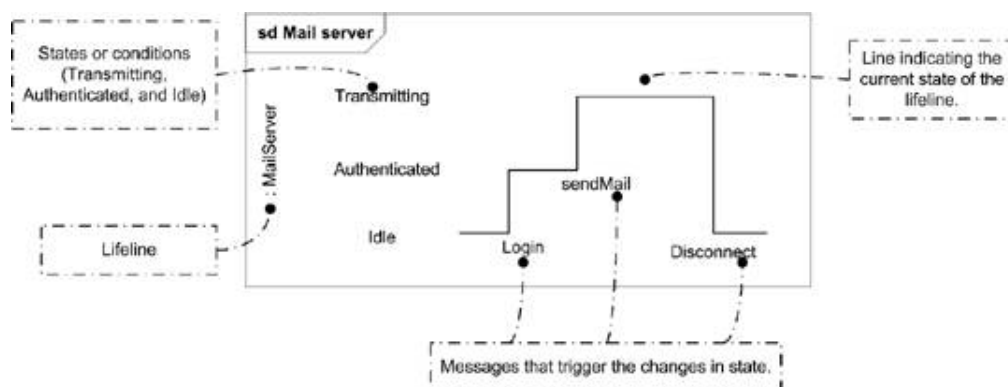 sd Mail server
States or conditions
(Transmitting,
Authenticated, and Idle)
Line indicating the
current state of the
lifeline.
Transmitting
: MailServer
Authenticated
sendMail
Lifeline
Idle
Login
Disconnect
Messages that trigger the changes in state.